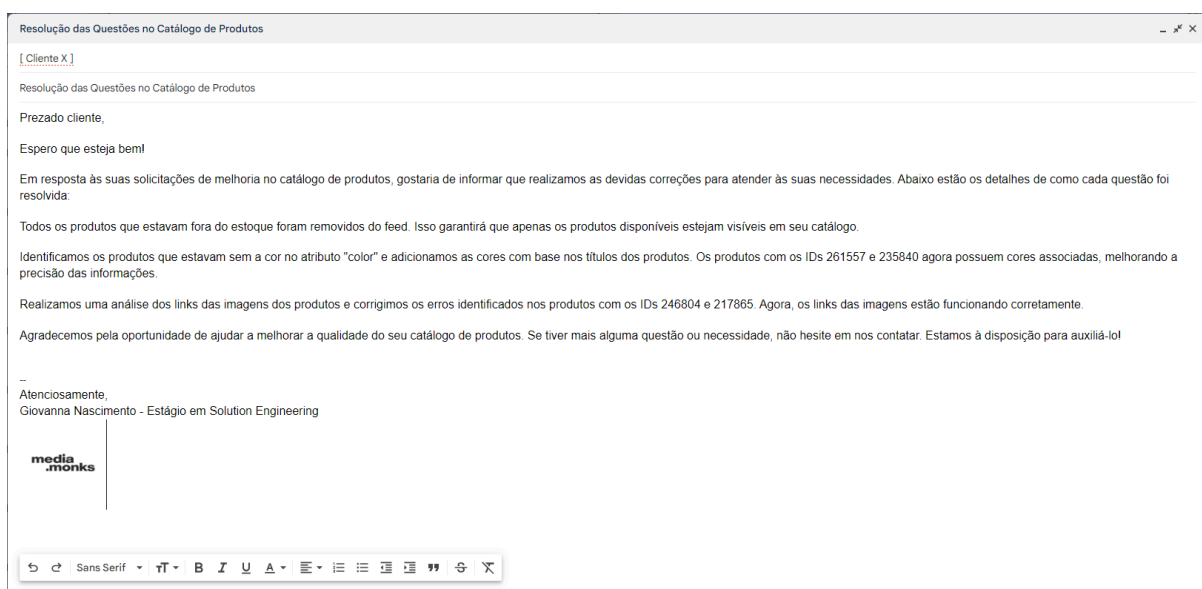 Resolução das Questões no Catálogo de Produtos
[ Cliente X ]
Resolução das Questões no Catálogo de Produtos
Prezado cliente,
Espero que esteja bem!
Em resposta às suas solicitações de melhoria no catálogo de produtos, gostaria de informar que realizamos as devidas correções para atender às suas necessidades. Abaixo estão os detalhes de como cada questão foi
resolvida:
Todos os produtos que estavam fora do estoque foram removidos do feed. Isso garantirá que apenas os produtos disponíveis estejam visíveis em seu catálogo.
Identificamos os produtos que estavam sem a cor no atributo "color" e adicionamos as cores com base nos títulos dos produtos. Os produtos com os IDs 261557 e 235840 agora possuem cores associadas, melhorando a
precisão das informações.
Realizamos uma análise dos links das imagens dos produtos e corrigimos os erros identificados nos produtos com os IDs 246804 e 217865. Agora, os links das imagens estão funcionando corretamente.
Agradecemos pela oportunidade de ajudar a melhorar a qualidade do seu catálogo de produtos. Se tiver mais alguma questão ou necessidade, não hesite em nos contatar. Estamos à disposição para auxiliá-lo!
--
Atenciosamente,
Giovanna Nascimento - Estágio em Solution Engineering
media
.monks
Sans Serif